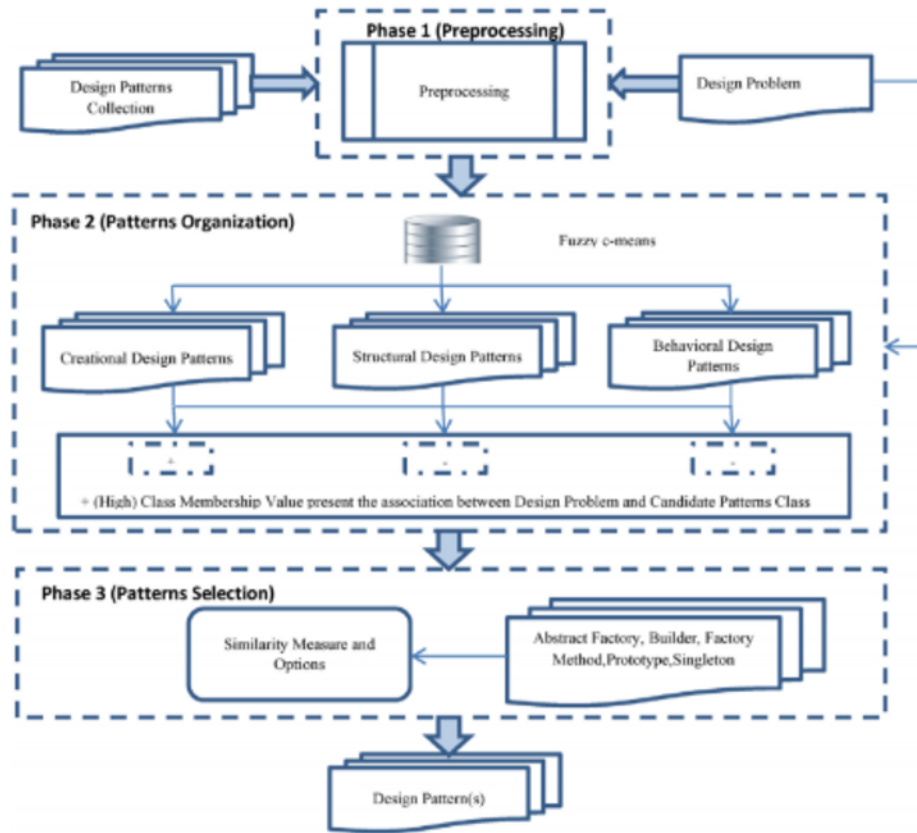 Phase 1 (Preprocessing)
Design Patterns
Collection
Preprocessing
Design Problem
Phase 2 (Patterns Organization)
Fuzzy c-means
Creational Design Patterns
Structural Design Patterns
Behavioral Design
Patterns
+
-
-
+ (High) Class Membership Value present the association between Design Problem and Candidate Patterns Class
Phase 3 (Patterns Selection)
Similarity Measure and
Options
Abstract Factory, Builder, Factory
Method,Prototype,Singleton
Design Pattern(s)